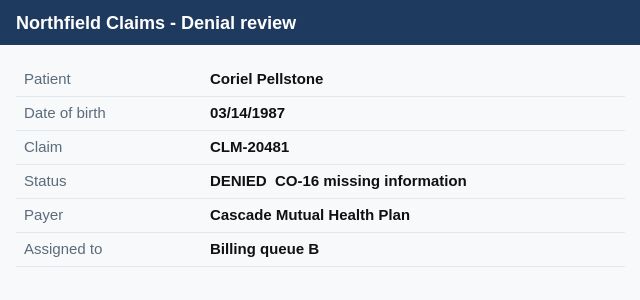 Northfield Claims - Denial review
Patient Coriel Pellstone
Date of birth 03/14/1987
Claim CLM-20481
Status DENIED  CO-16 missing information
Payer Cascade Mutual Health Plan
Assigned to Billing queue B